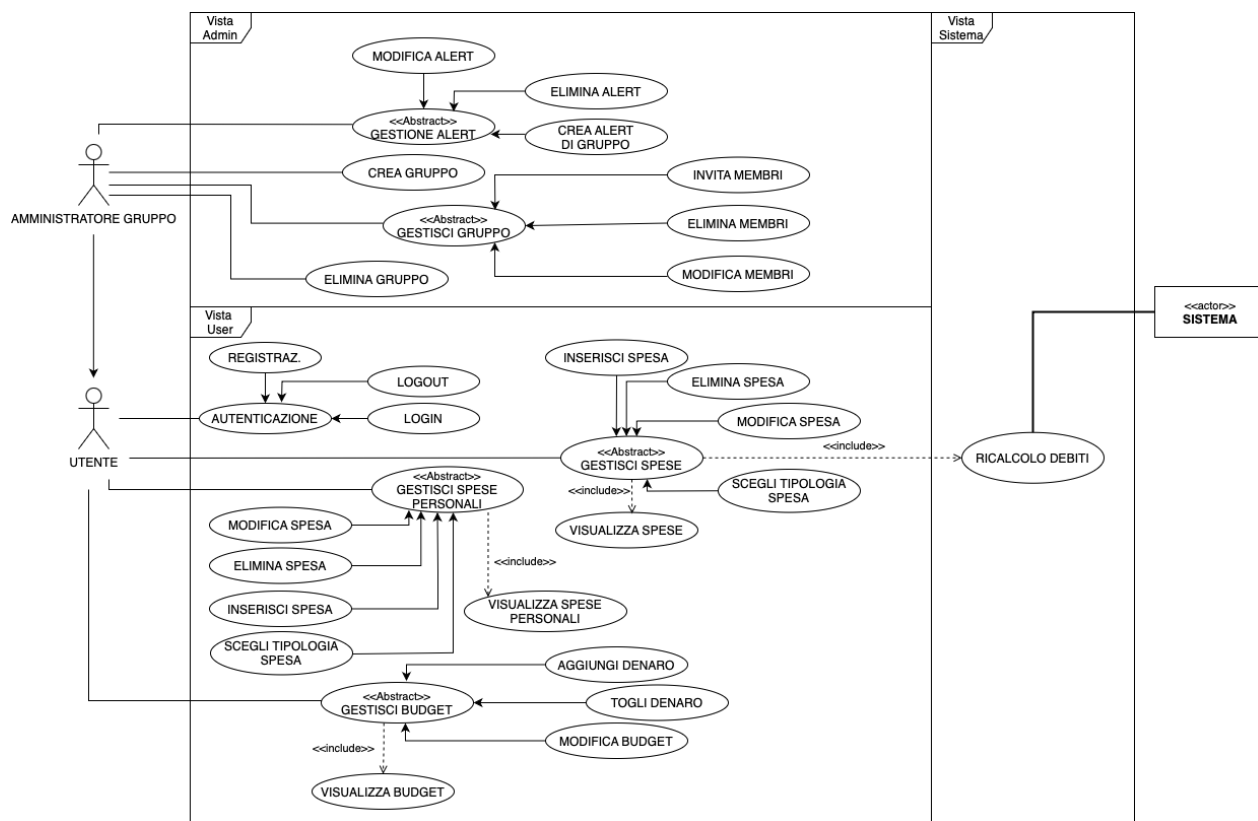 Vista
Admin
Vista
Sistema
MODIFICA ALERT
ELIMINA ALERT
<<Abstract>>
GESTIONE ALERT
CREA ALERT
DI GRUPPO
CREA GRUPPO
INVITA MEMBRI
AMMINISTRATORE GRUPPO
<<Abstract>>
GESTISCI GRUPPO
ELIMINA MEMBRI
MODIFICA MEMBRI
ELIMINA GRUPPO
<<actor>>
SISTEMA
Vista
User
REGISTRAZ.
INSERISCI SPESA
LOGOUT
ELIMINA SPESA
AUTENTICAZIONE
LOGIN
MODIFICA SPESA
UTENTE
<<Abstract>>
GESTISCI SPESE
<<include>>
RICALCOLO DEBITI
<<Abstract>>
GESTISCI SPESE
PERSONALI
<<include>>
SCEGLI TIPOLOGIA
SPESA
MODIFICA SPESA
VISUALIZZA SPESE
ELIMINA SPESA
<<include>>
INSERISCI SPESA
VISUALIZZA SPESE
PERSONALI
SCEGLI TIPOLOGIA
SPESA
AGGIUNGI DENARO
<<Abstract>>
GESTISCI BUDGET
TOGLI DENARO
<<include>>
MODIFICA BUDGET
VISUALIZZA BUDGET